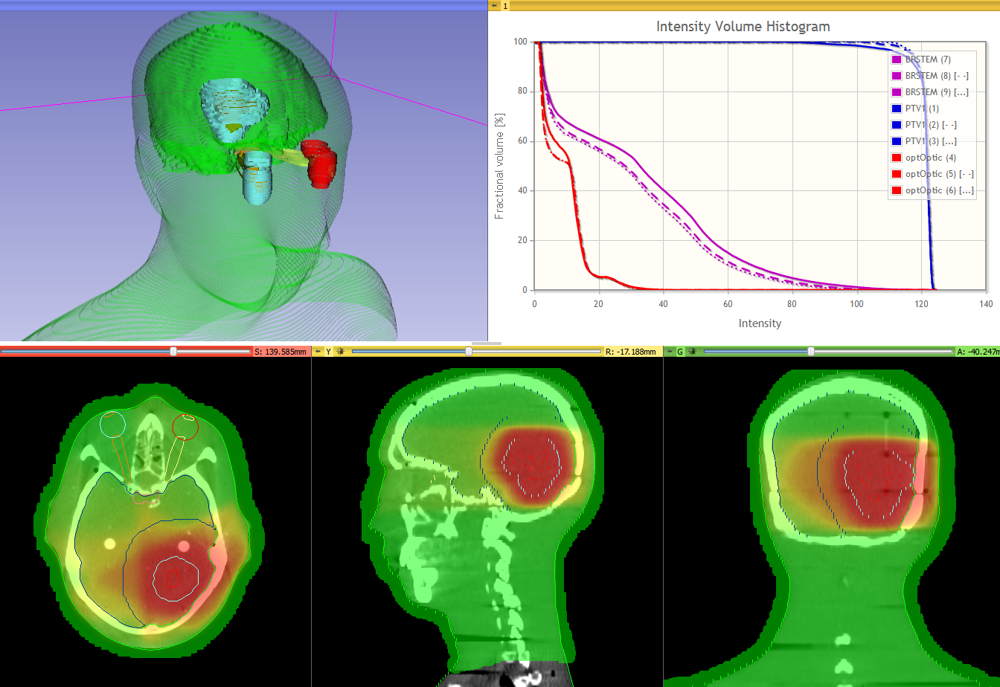 1
Intensity Volume Histogram
100
80
60
40
20
0
Fractional volume [%]
0 20 40 60 80 100 120 140
Intensity
BRSTEM (7)
BRSTEM (8) [- -]
BRSTEM (9) [...]
PTV1 (1)
PTV1 (2) [- -]
PTV1 (3) [...]
optOptic (4)
optOptic (5) [- -]
optOptic (6) [...]
S: 139.585mm
Y
R: -17.188mm
G
A: -40.247m